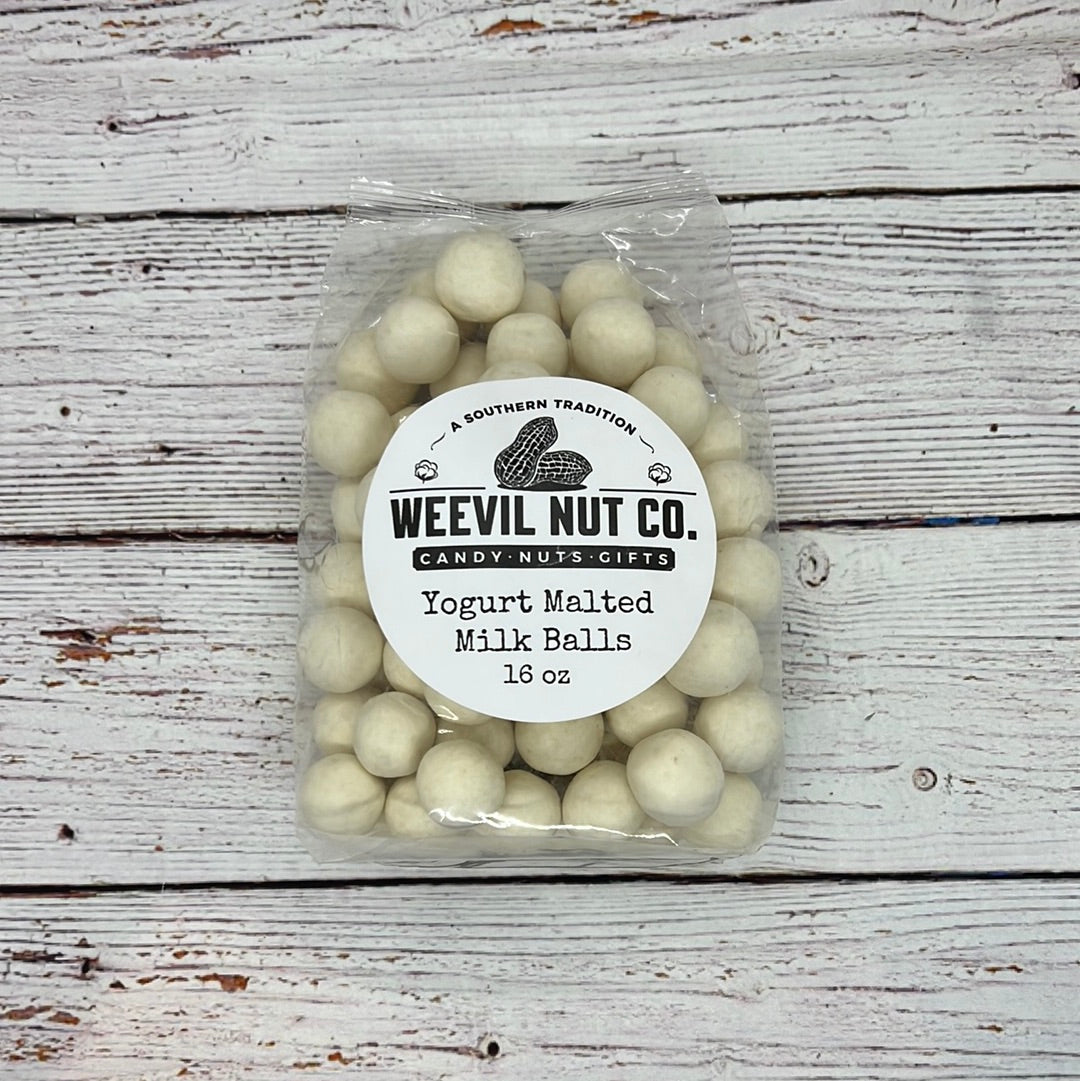 A SOUTHERN TRADITION
WEEVIL NUT CO.
CANDY·NUTS·GIFTS
Yogurt Malted
Milk Balls
16 oz